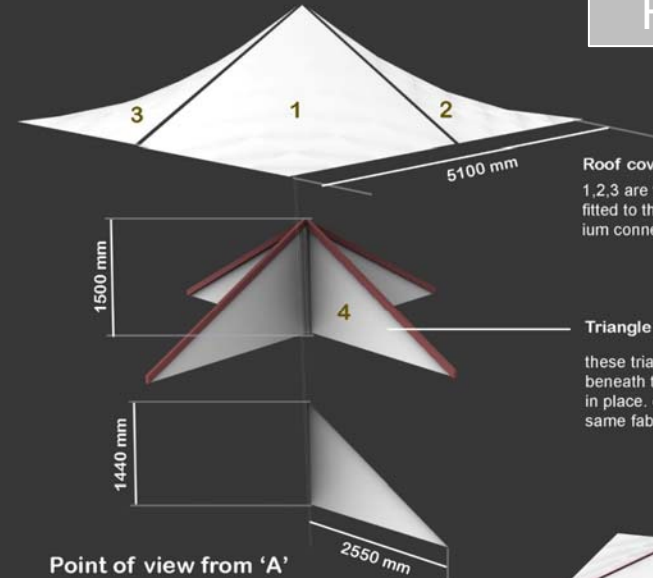 3
1
2
5100 mm
Roof cov
1,2,3 are
fitted to th
ium conne
1500 mm
4
Triangle
these tria
beneath t
in place.
same fab
1440 mm
2550 mm
Point of view from ‘A’